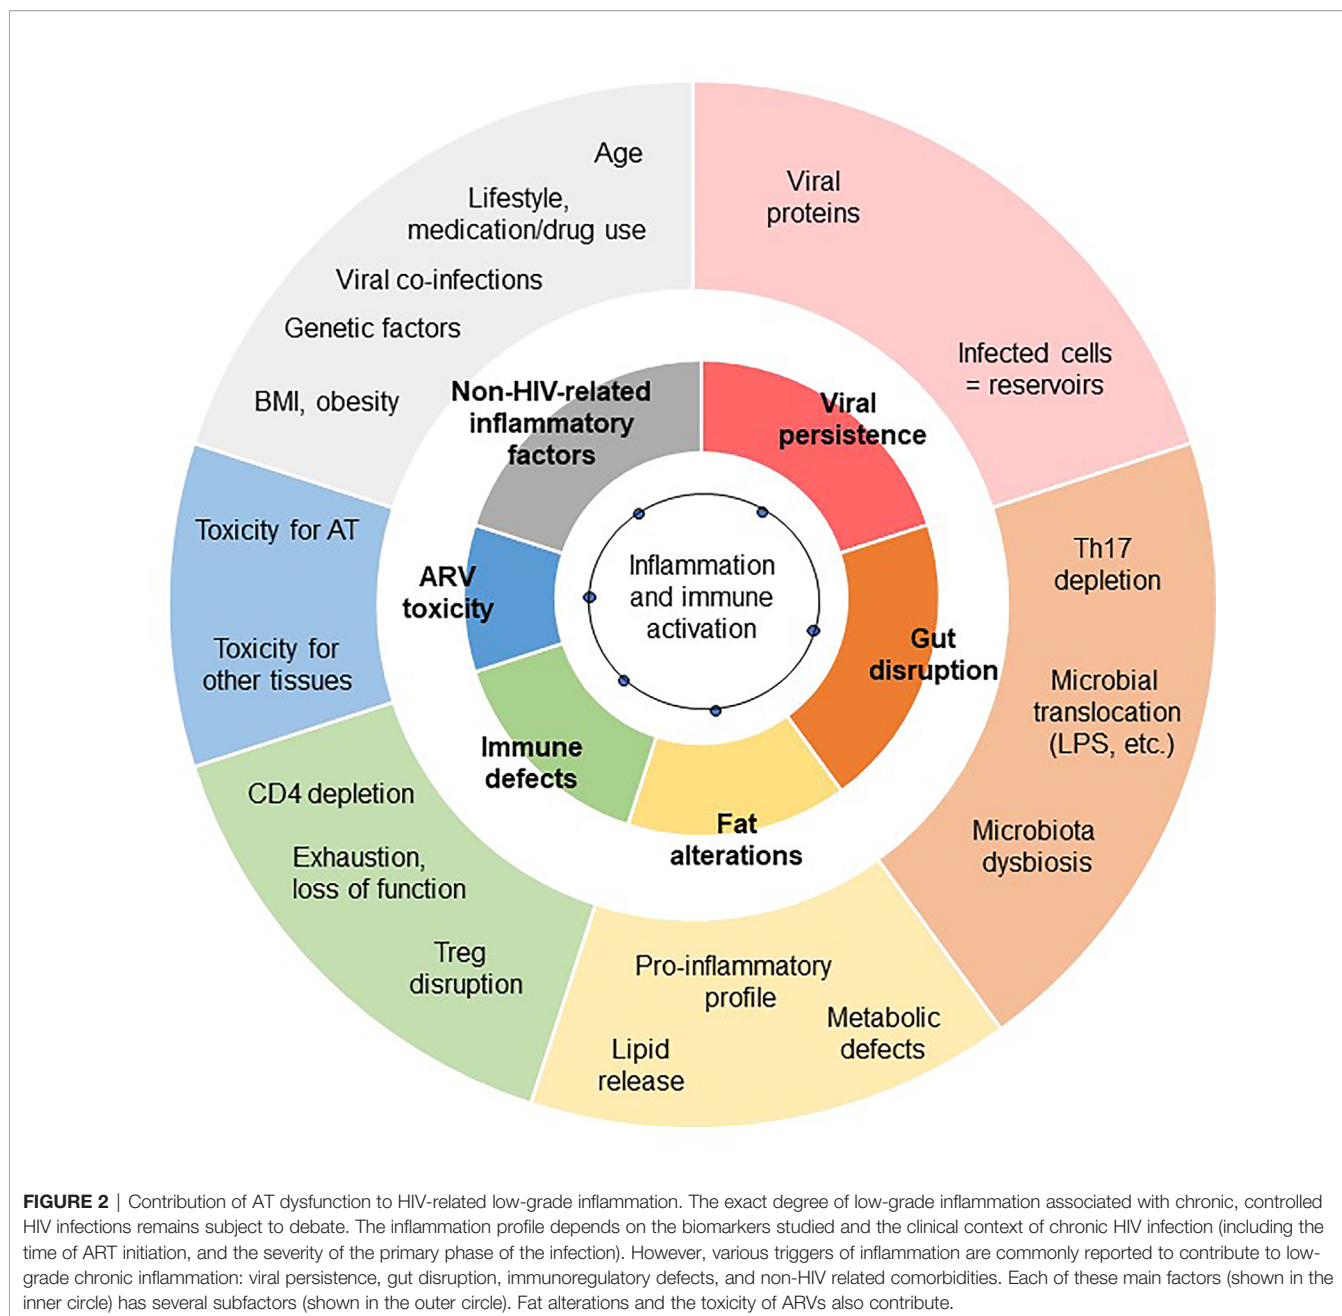 Age
Lifestyle,
medication/drug use
Viral co-infections
Genetic factors
BMI, obesity
Viral
proteins
Infected cells
= reservoirs
Non-HIV-related
inflammatory
factors
Viral
persistence
Toxicity for AT
Toxicity for
other tissues
ARV
toxicity
Inflammation
and immune
activation
Gut
disruption
Th17
depletion
Microbial
translocation
(LPS, etc.)
Microbiota
dysbiosis
Immune
defects
Fat
alterations
CD4 depletion
Exhaustion,
loss of function
Treg
disruption
Pro-inflammatory
profile
Metabolic
defects
Lipid
release
FIGURE 2 | Contribution of AT dysfunction to HIV-related low-grade inflammation. The exact degree of low-grade inflammation associated with chronic, controlled
HIV infections remains subject to debate. The inflammation profile depends on the biomarkers studied and the clinical context of chronic HIV infection (including the
time of ART initiation, and the severity of the primary phase of the infection). However, various triggers of inflammation are commonly reported to contribute to low-
grade chronic inflammation: viral persistence, gut disruption, immunoregulatory defects, and non-HIV related comorbidities. Each of these main factors (shown in the
inner circle) has several subfactors (shown in the outer circle). Fat alterations and the toxicity of ARVs also contribute.